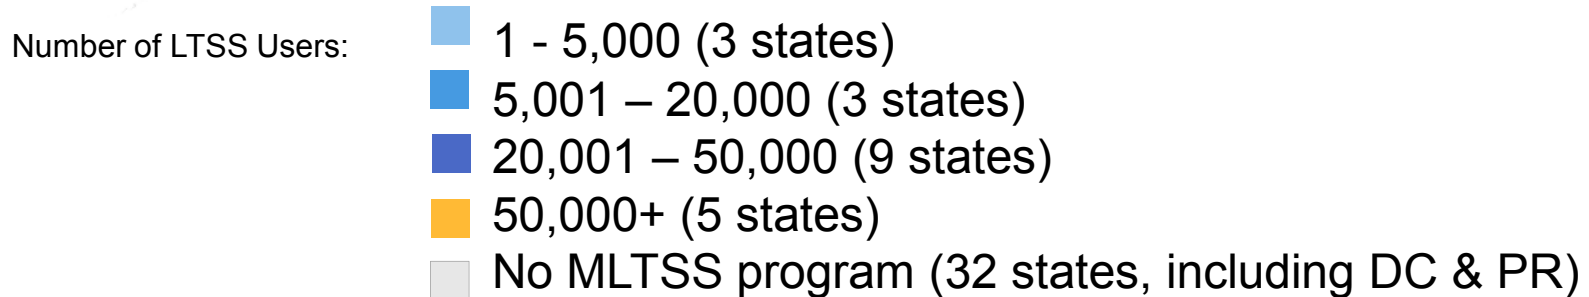 Number of LTSS Users:
1 - 5,000 (3 states)
5,001 – 20,000 (3 states)
20,001 – 50,000 (9 states)
50,000+ (5 states)
No MLTSS program (32 states, including DC & PR)